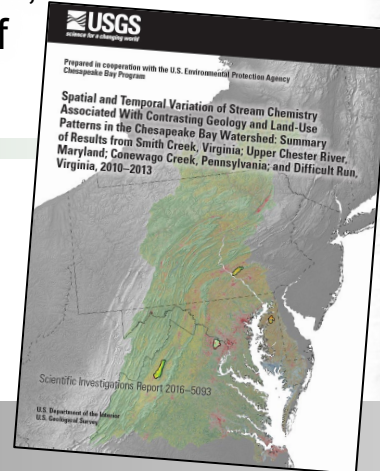 f
USGS
science for a changing world
Prepared in cooperation with the U.S. Environmental Protection Agency
Chesapeake Bay Program
Spatial and Temporal Variation of Stream Chemistry
Associated With Contrasting Geology and Land-Use
Patterns in the Chesapeake Bay Watershed: Summary
of Results from Smith Creek, Virginia; Upper Chester River,
Maryland; Conewago Creek, Pennsylvania; and Difficult Run,
Virginia, 2010–2013
Scientific Investigations Report 2016–5093
U.S. Department of the Interior
U.S. Geological Survey